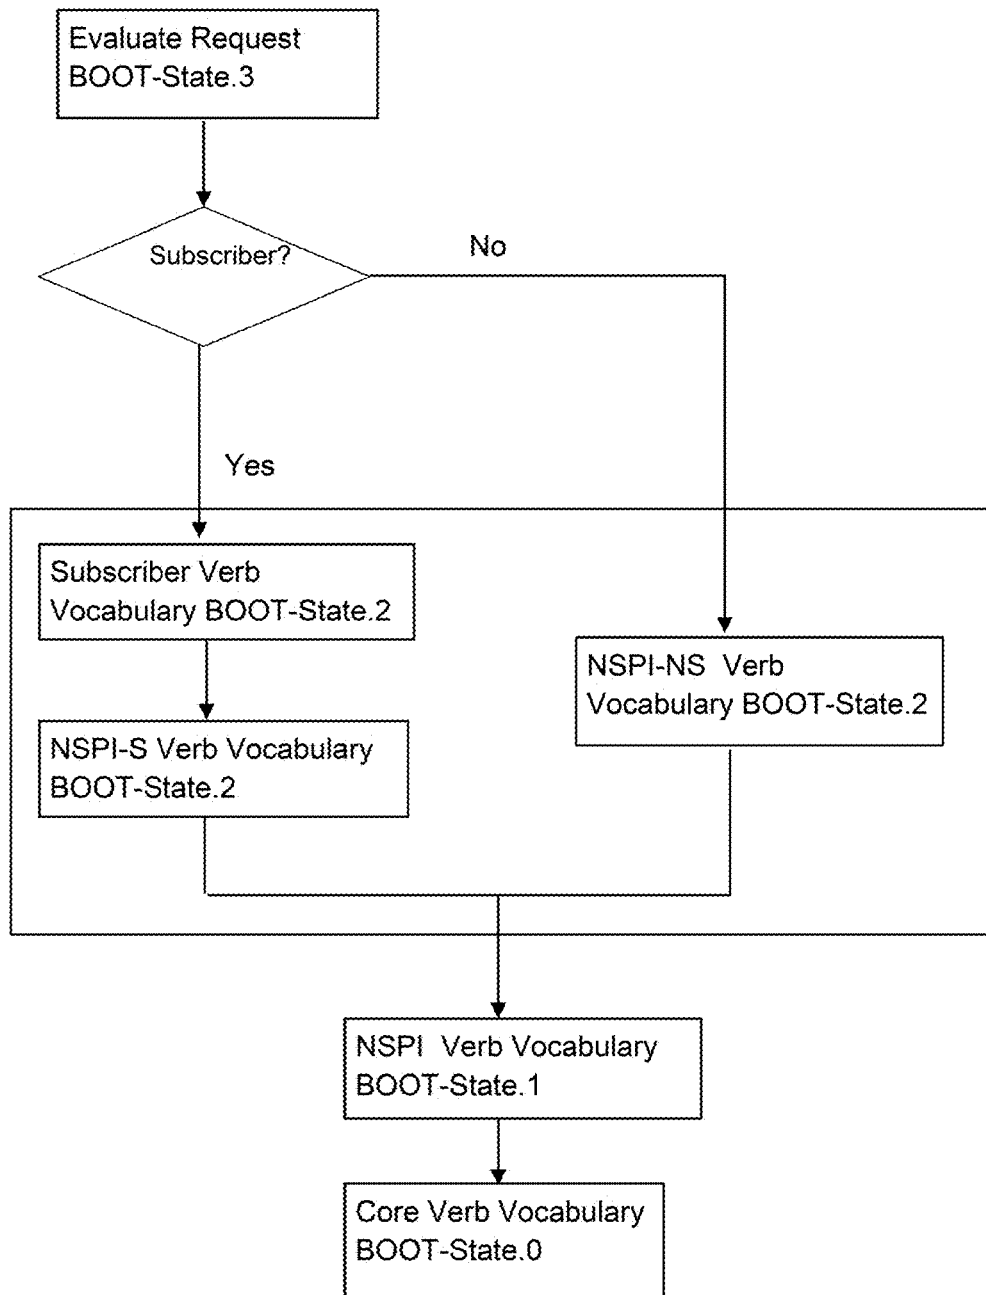 Evaluate Request
BOOT-State.3
Subscriber?
No
Yes
Subscriber Verb
Vocabulary BOOT-State.2
NSPI-NS Verb
Vocabulary BOOT-State.2
NSPI-S Verb Vocabulary
BOOT-State.2
NSPI Verb Vocabulary
BOOT-State.1
Core Verb Vocabulary
BOOT-State.0